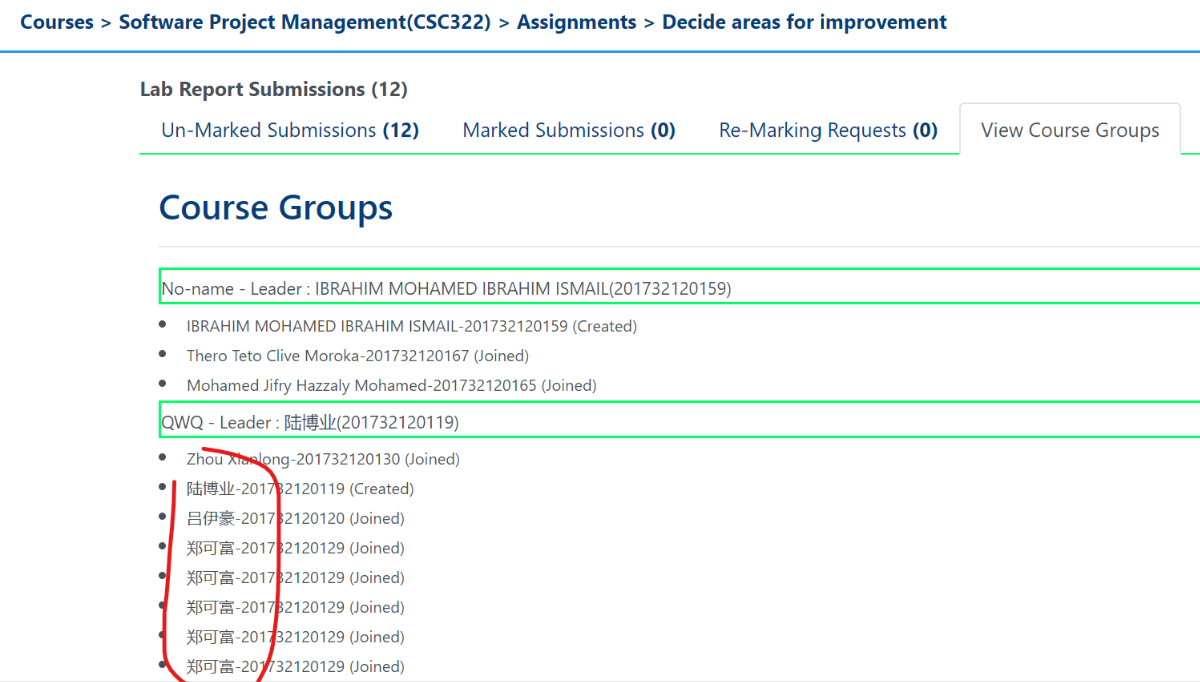 Courses > Software Project Management(CSC322) > Assignments > Decide areas for improvement
Lab Report Submissions (12)
Un-Marked Submissions (12) Marked Submissions (0) Re-Marking Requests (0) View Course Groups
Course Groups
No-name - Leader : IBRAHIM MOHAMED IBRAHIM ISMAIL(201732120159)
IBRAHIM MOHAMED IBRAHIM ISMAIL-201732120159 (Created)
Thero Teto Clive Moroka-201732120167 (Joined)
Mohamed Jifry Hazzaly Mohamed-201732120165 (Joined)
QWQ - Leader : 陆博业(201732120119)
Zhou Xianlong-201732120130 (Joined)
陆博业-201732120119 (Created)
吕伊豪-201732120120 (Joined)
郑可富-201732120129 (Joined)
郑可富-201732120129 (Joined)
郑可富-201732120129 (Joined)
郑可富-201732120129 (Joined)
郑可富-201732120129 (Joined)